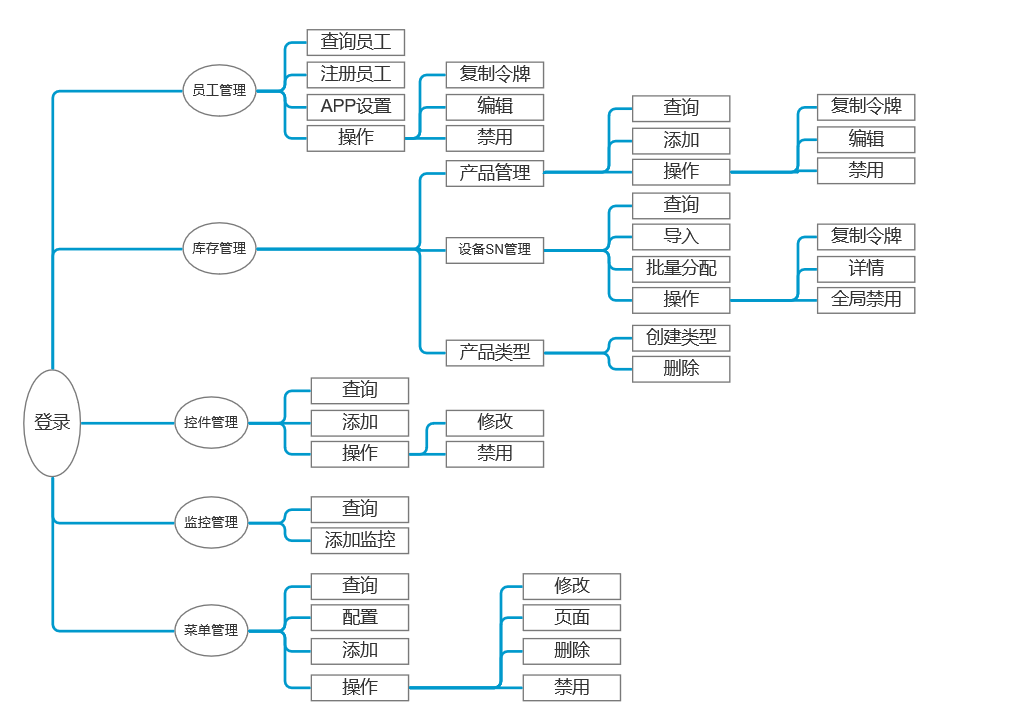 登录
员工管理
查询员工
注册员工
APP设置
操作
复制令牌
编辑
禁用
库存管理
产品管理
查询
添加
操作
复制令牌
编辑
禁用
设备SN管理
查询
导入
批量分配
操作
复制令牌
详情
全局禁用
产品类型
创建类型
删除
控件管理
查询
添加
操作
修改
禁用
监控管理
查询
添加监控
菜单管理
查询
配置
添加
操作
修改
页面
删除
禁用